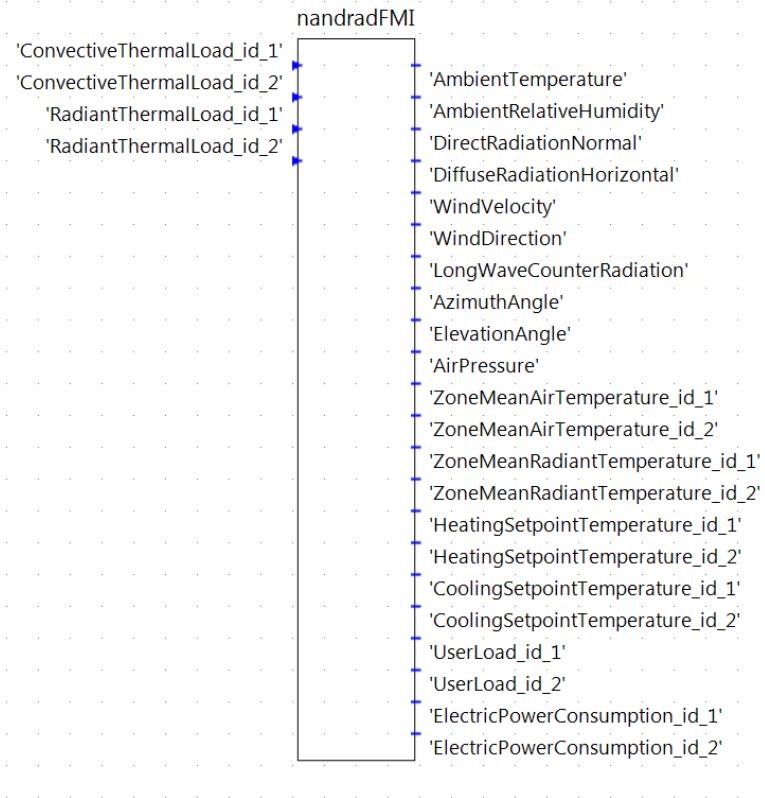 nandradFMI
'ConvectiveThermalLoad_id_1'
'ConvectiveThermalLoad_id_2'
'RadiantThermalLoad_id_1'
'RadiantThermalLoad_id_2'
'AmbientTemperature'
'AmbientRelativeHumidity'
'DirectRadiationNormal'
'DiffuseRadiationHorizontal'
'WindVelocity'
'WindDirection'
'LongWaveCounterRadiation'
'AzimuthAngle'
'ElevationAngle'
'AirPressure'
'ZoneMeanAirTemperature_id_1'
'ZoneMeanAirTemperature_id_2'
'ZoneMeanRadiantTemperature_id_1'
'ZoneMeanRadiantTemperature_id_2'
'HeatingSetpointTemperature_id_1'
'HeatingSetpointTemperature_id_2'
'CoolingSetpointTemperature_id_1'
'CoolingSetpointTemperature_id_2'
'UserLoad_id_1'
'UserLoad_id_2'
'ElectricPowerConsumption_id_1'
'ElectricPowerConsumption_id_2'